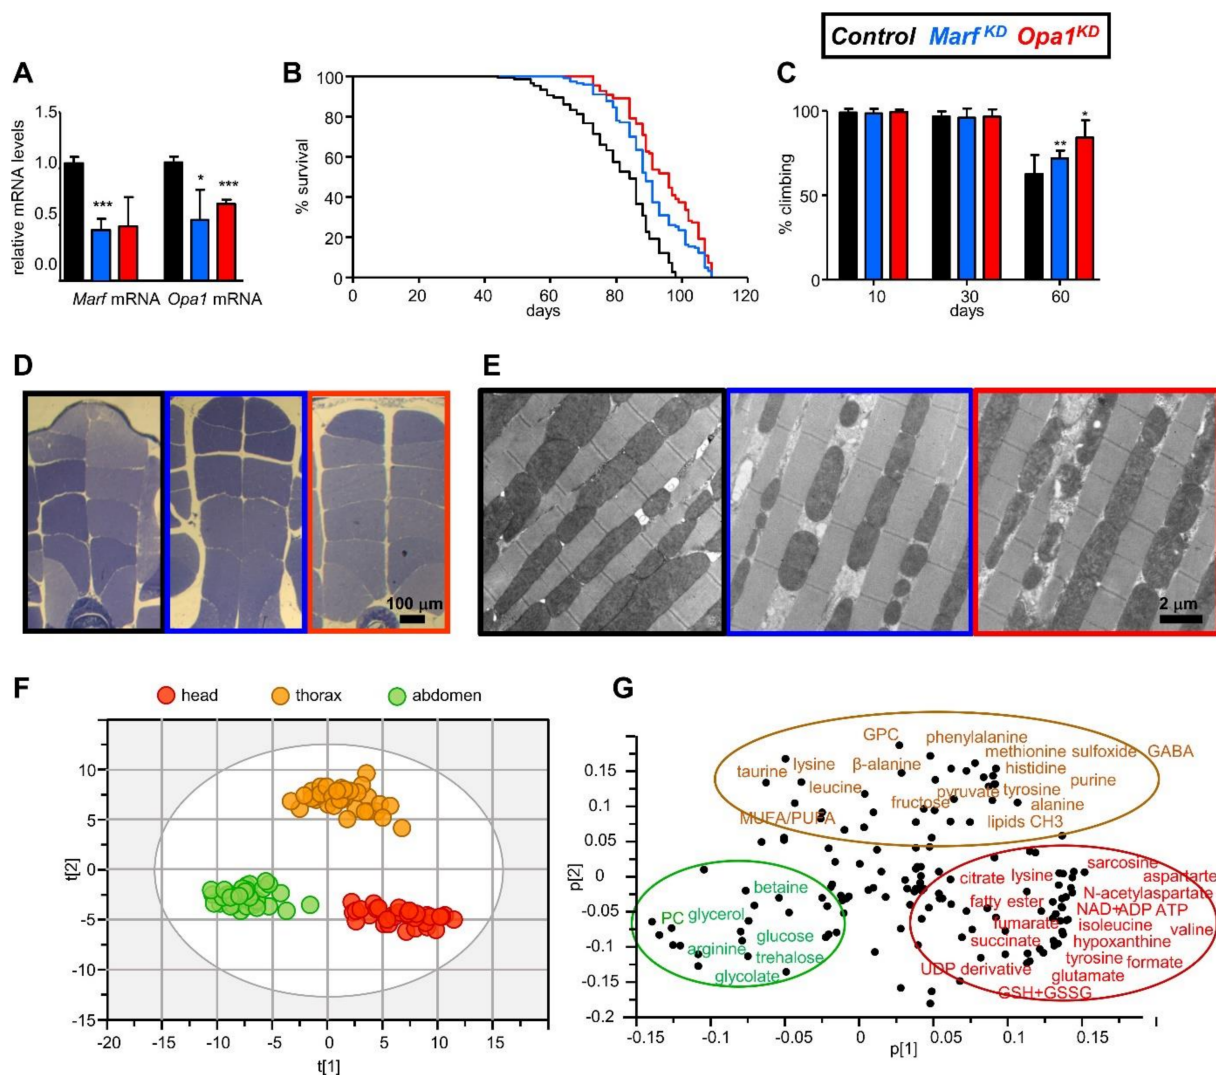 Control Marf KD Opa1 KD
A
B
C
relative mRNA levels
1.5
1.0
0.5
0.0
***
*
***
Marf mRNA Opa1 mRNA
% survival
100
80
60
40
20
0
0 20 40 60 80 100 120
days
% climbing
100
50
0
**
*
10 30 60
days
D
E
100 µm
2 µm
F
head thorax abdomen
t[2]
10
5
0
-5
-10
-15
-20 -15 -10 -5 0 5 10 15 20
t[1]
G
p[2]
0.15
0.1
0.05
0
-0.05
-0.1
-0.15
-0.2
-0.15 -0.1 -0.05 0 0.05 0.1 0.15
p[1]
GPC phenylalanine
methionine sulfoxide GABA
lysine β-alanine histidine
taurine purine
leucine pyruvate tyrosine
fructose alanine
MUFA/PUFA lipids CH3
betaine
PC glycerol
glucose
arginine trehalose
glycolate
sarcosine
citrate lysine aspartarte
N-acetylaspartate
fatty ester NAD+ADP ATP
fumarate isoleucine valine
succinate hypoxanthine
tyrosine formate
UDP derivative glutamate
GSH+GSSG